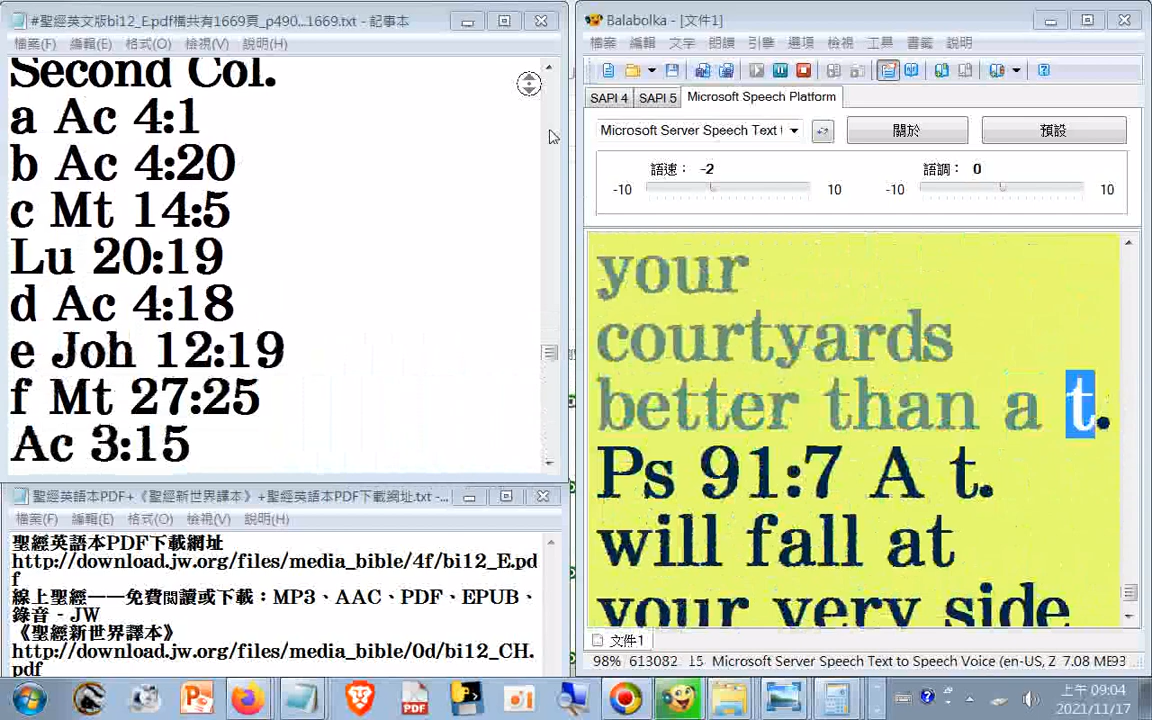 #聖經英文版bi12_E.pdf檔共有1669頁_p490...1669.txt - 記事本
檔案(F) 編輯(E) 格式(O) 檢視(V) 說明(H)
Second Col.
a Ac 4:1
b Ac 4:20
c Mt 14:5
Lu 20:19
d Ac 4:18
e Joh 12:19
f Mt 27:25
Ac 3:15
聖經英語本PDF+《聖經新世界譯本》+聖經英語本PDF下載網址.txt -...
檔案(F) 編輯(E) 格式(O) 檢視(V) 說明(H)
聖經英語本PDF下載網址
http://download.jw.org/files/media_bible/4f/bi12_E.pd
f
線上聖經——免費閱讀或下載：MP3、AAC、PDF、EPUB、
錄音 - JW
《聖經新世界譯本》
http://download.jw.org/files/media_bible/0d/bi12_CH.
pdf
Balabolka - [文件1]
檔案 編輯 文字 朗讀 引擎 選項 檢視 工具 書籤 說明
SAPI 4 SAPI 5 Microsoft Speech Platform
Microsoft Server Speech Text 關於 預設
語速： -2 語調： 0
-10 10 -10 10
your
courtyards
better than a t.
Ps 91:7 A t.
will fall at
your very side
文件1
98% 613082 15 Microsoft Server Speech Text to Speech Voice (en-US, Z 7.08 ME93
PDF
上午 09:04
2021/11/17